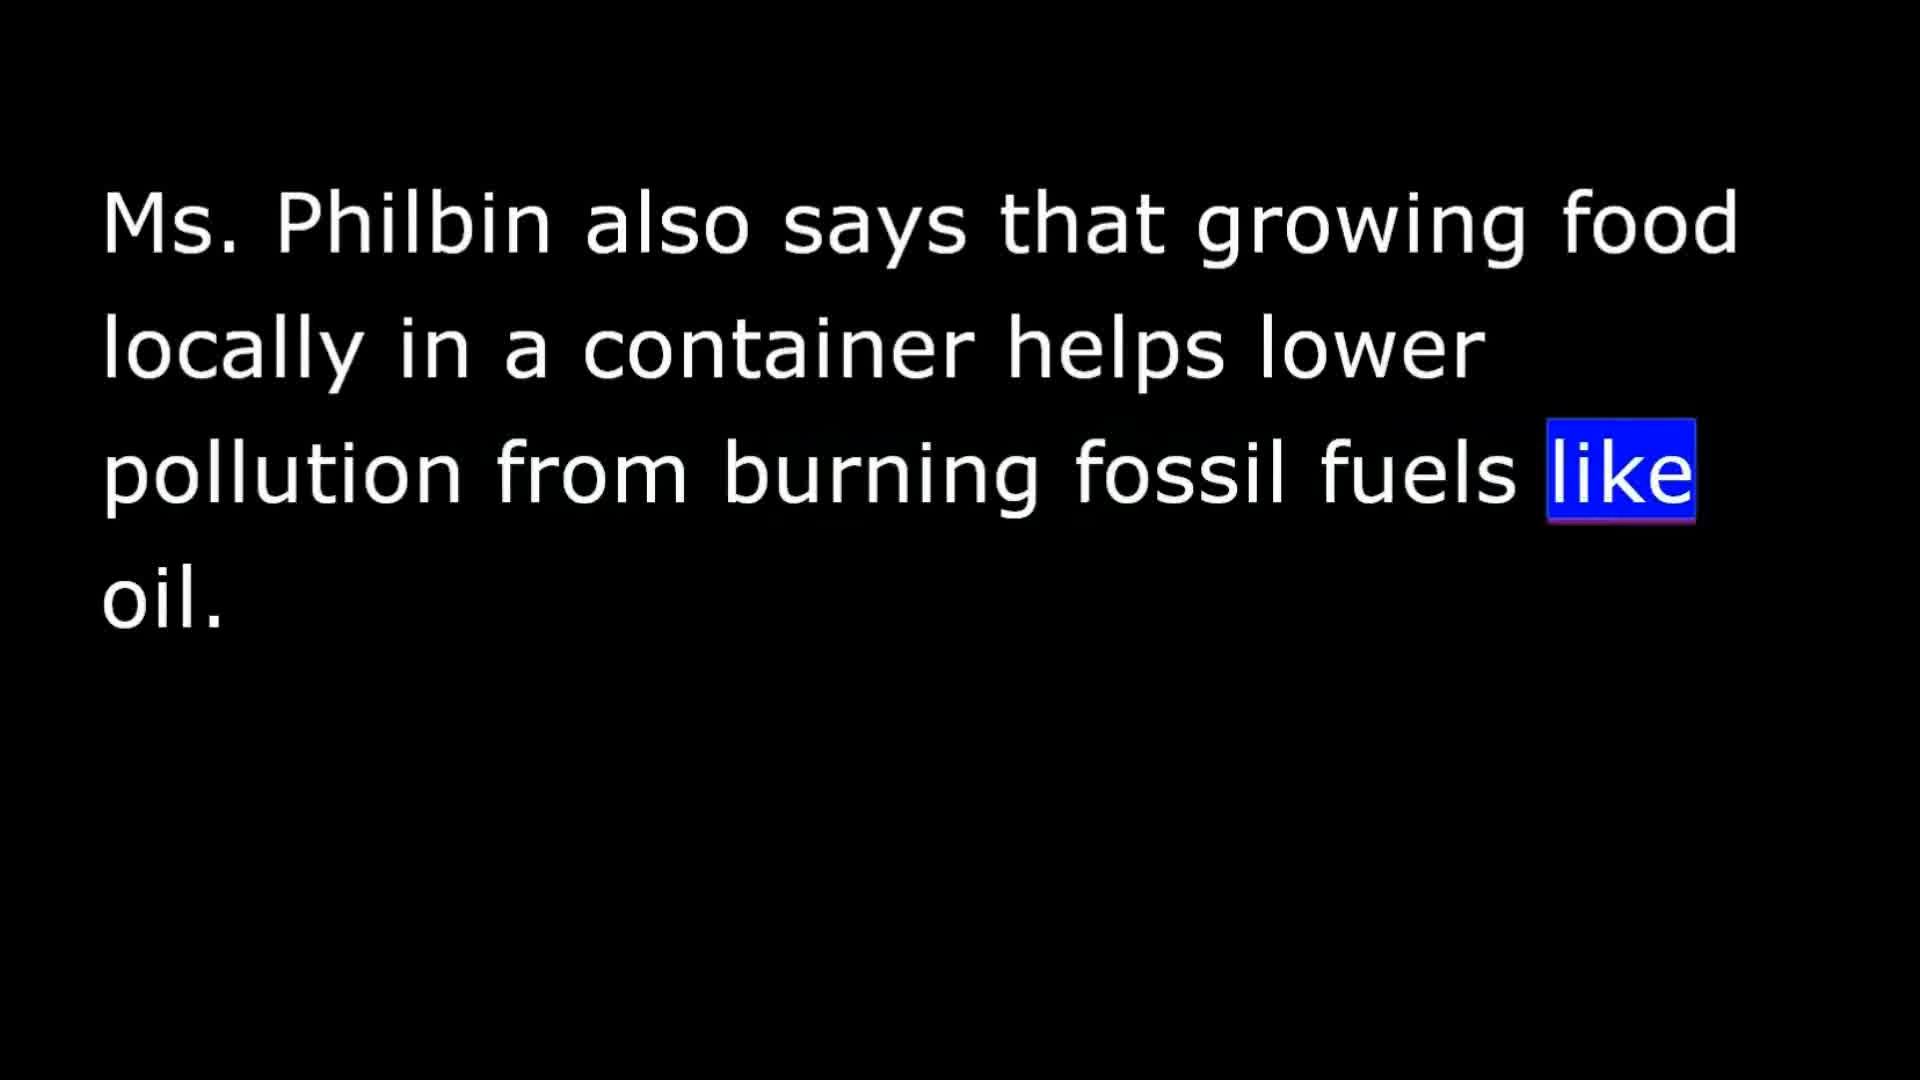 Ms. Philbin also says that growing food
locally in a container helps lower
pollution from burning fossil fuels like
oil.